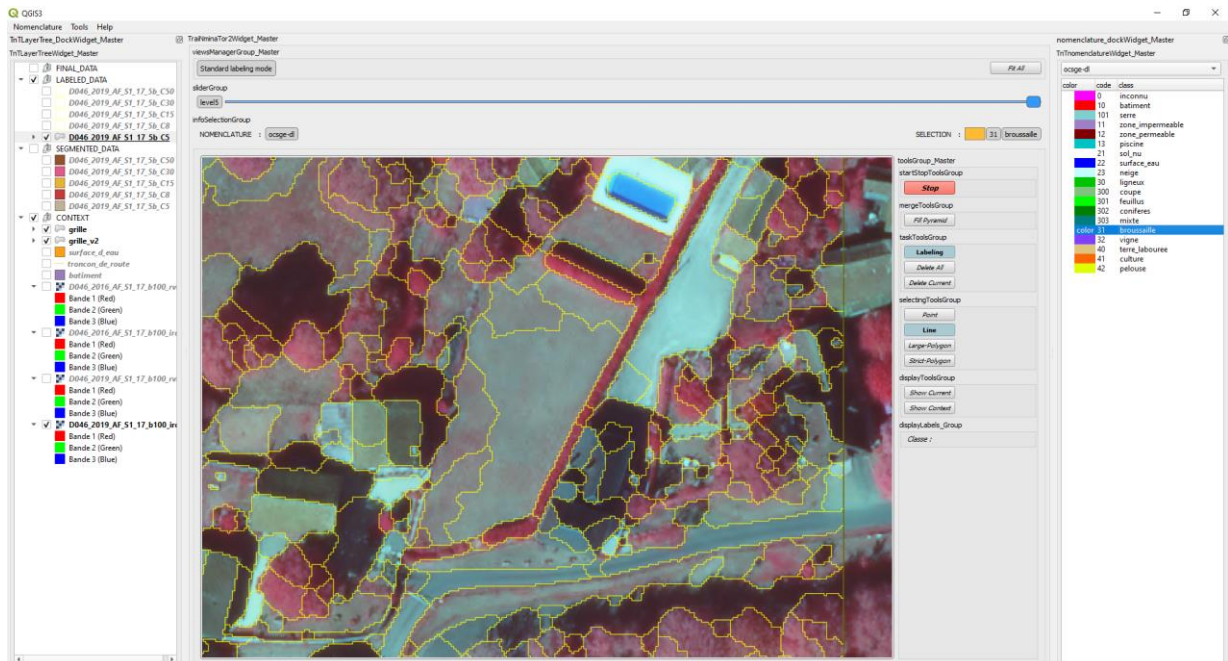 QGIS3
Nomenclature Tools Help
TnTLayerTree_DockWidget_Master
TnTLayerTreeWidget_Master
FINAL_DATA
LABELED_DATA
D046_2019_AF_S1_17_5b_C50
D046_2019_AF_S1_17_5b_C30
D046_2019_AF_S1_17_5b_C15
D046_2019_AF_S1_17_5b_C8
D046_2019_AF_S1_17_5b_C5
SEGMENTED_DATA
D046_2019_AF_S1_17_5b_C50
D046_2019_AF_S1_17_5b_C30
D046_2019_AF_S1_17_5b_C15
D046_2019_AF_S1_17_5b_C8
D046_2019_AF_S1_17_5b_C5
CONTEXT
grille
grille_v2
surface_d_eau
troncon_de_route
batiment
D046_2016_AF_S1_17_b100_rv
Bande 1 (Red)
Bande 2 (Green)
Bande 3 (Blue)
D046_2016_AF_S1_17_b100_irc
Bande 1 (Red)
Bande 2 (Green)
Bande 3 (Blue)
D046_2019_AF_S1_17_b100_rv
Bande 1 (Red)
Bande 2 (Green)
Bande 3 (Blue)
D046_2019_AF_S1_17_b100_irc
Bande 1 (Red)
Bande 2 (Green)
Bande 3 (Blue)
TraiNminaTor2Widget_Master
viewsManagerGroup_Master
Standard labeling mode
Fit All
sliderGroup
level5
infoSelectionGroup
NOMENCLATURE : ocsge-dl
SELECTION : 31 broussaille
toolsGroup_Master
startStopToolsGroup
Stop
mergeToolsGroup
Fill Pyramid
taskToolsGroup
Labeling
Delete All
Delete Current
selectingToolsGroup
Point
Line
Large-Polygon
Strict-Polygon
displayToolsGroup
Show Current
Show Context
displayLabels_Group
Classe :
nomenclature_dockWidget_Master
TnTnomenclatureWidget_Master
ocsge-dl
color code class
0 inconnu
10 batiment
101 serre
11 zone_impermeable
12 zone_permeable
13 piscine
21 sol_nu
22 surface_eau
23 neige
30 ligneux
300 coupe
301 feuillus
302 coniferes
303 mixte
color 31 broussaille
32 vigne
40 terre_labouree
41 culture
42 pelouse